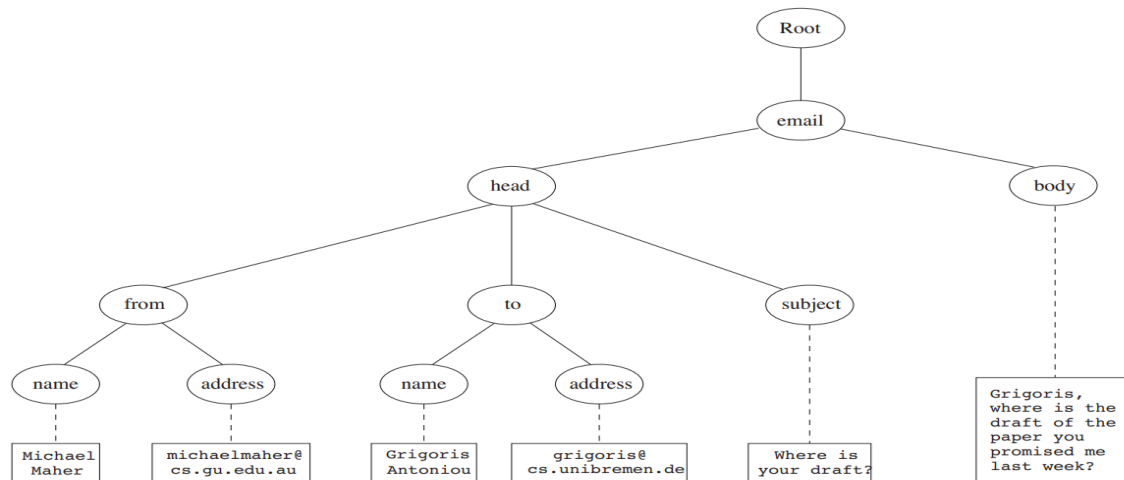 Root
email
head
body
from
to
subject
name
address
name
address
Michael
Maher
michaelmaher@
cs.gu.edu.au
Grigoris
Antoniou
grigoris@
cs.unibremen.de
Where is
your draft?
Grigoris,
where is the
draft of the
paper you
promised me
last week?